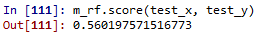 In [111]: m_rf.score(test_x, test_y)
Out[111]: 0.560197571516773